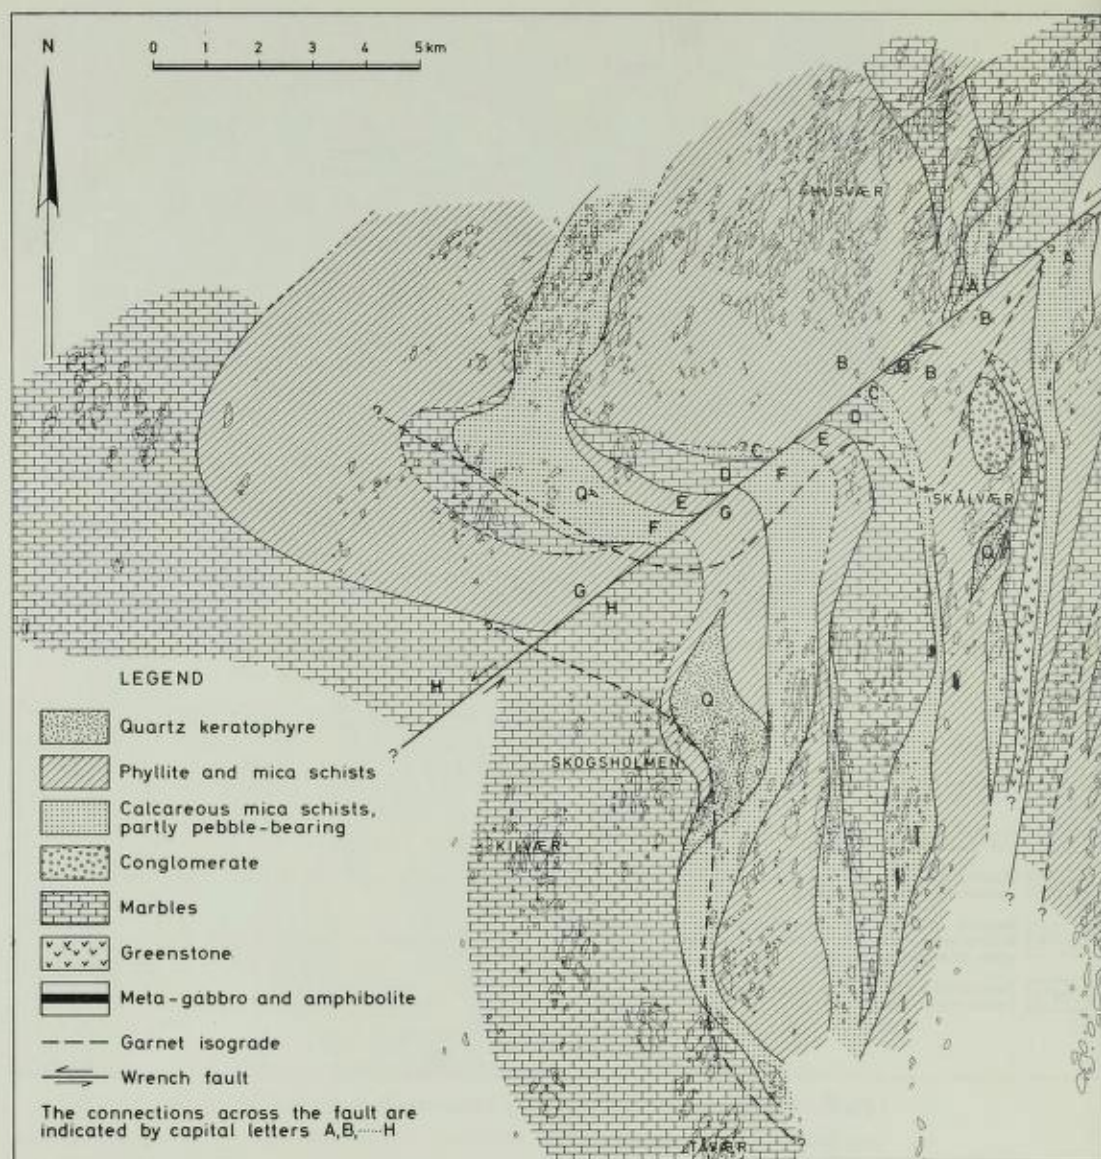 N
0 1 2 3 4 5 km
HUSVÆR
A
A
B
B
Q
B
C
D
?
E
?
C
D
F
Q
E
G
SKÅLVÆR
F
Q
G
H
?
?
H
Q
?
SKOGSHOLMEN
KILVÆR
?
?
?
?
TÅVÆR
LEGEND
Quartz keratophyre
Phyllite and mica schists
Calcareous mica schists,
partly pebble-bearing
Conglomerate
Marbles
Greenstone
Meta-gabbro and amphibolite
Garnet isograde
Wrench fault
The connections across the fault are
indicated by capital letters A,B,·····H